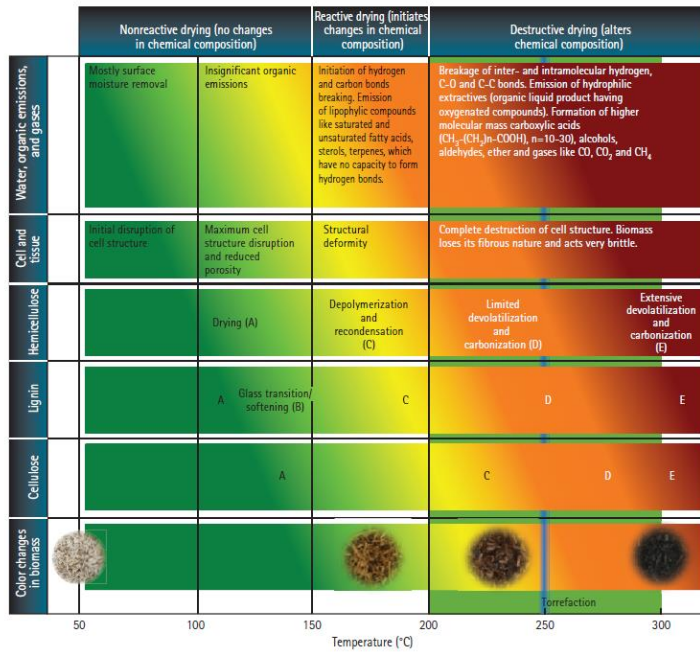 Nonreactive drying (no changes
in chemical composition)
Reactive drying (initiates
changes in chemical
composition)
Destructive drying (alters
chemical composition)
Water, organic emissions,
and gases
Mostly surface
moisture removal
Insignificant organic
emissions
Initiation of hydrogen
and carbon bonds
breaking. Emission
of lipophylic compounds
like saturated and
unsaturated fatty acids,
sterols, terpenes, which
have no capacity to form
hydrogen bonds.
Breakage of inter- and intramolecular hydrogen,
C-O and C-C bonds. Emission of hydrophilic
extractives (organic liquid product having
oxygenated compounds). Formation of higher
molecular mass carboxylic acids
(CH₃-(CH₂)n-COOH), n=10-30), alcohols,
aldehydes, ether and gases like CO, CO₂ and CH₄
Cell and
tissue
Initial disruption of
cell structure
Maximum cell
structure disruption
and reduced
porosity
Structural
deformity
Complete destruction of cell structure. Biomass
loses its fibrous nature and acts very brittle.
Hemicellulose
Drying (A)
Depolymerization
and
recondensation
(C)
Limited
devolatilization
and
carbonization (D)
Extensive
devolatilization
and
carbonization
(E)
Lignin
A
Glass transition/
softening (B)
C
D
E
Cellulose
A
C
D
E
Color changes
in biomass
Torrefaction
50
100
150
200
250
300
Temperature (°C)